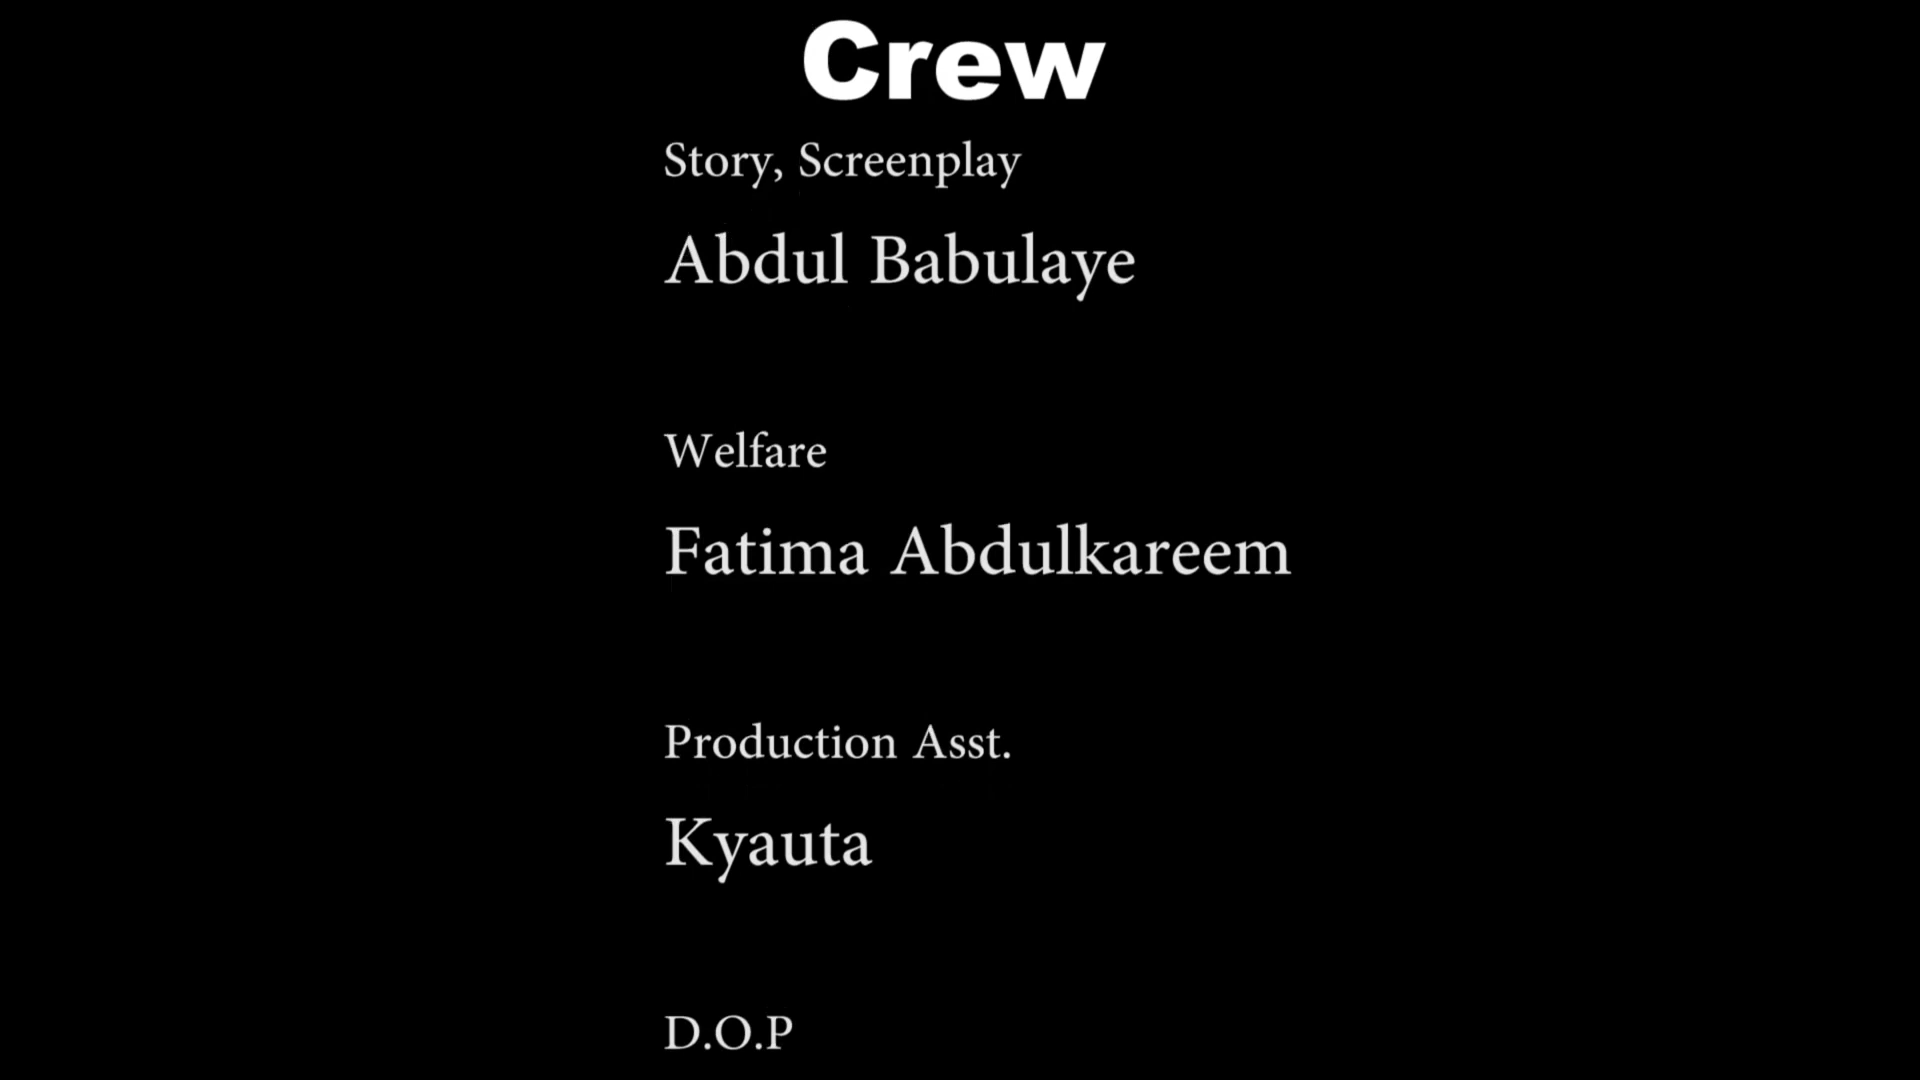 Crew
Story, Screenplay
Abdul Babulaye
Welfare
Fatima Abdulkareem
Production Asst.
Kyauta
D.O.P